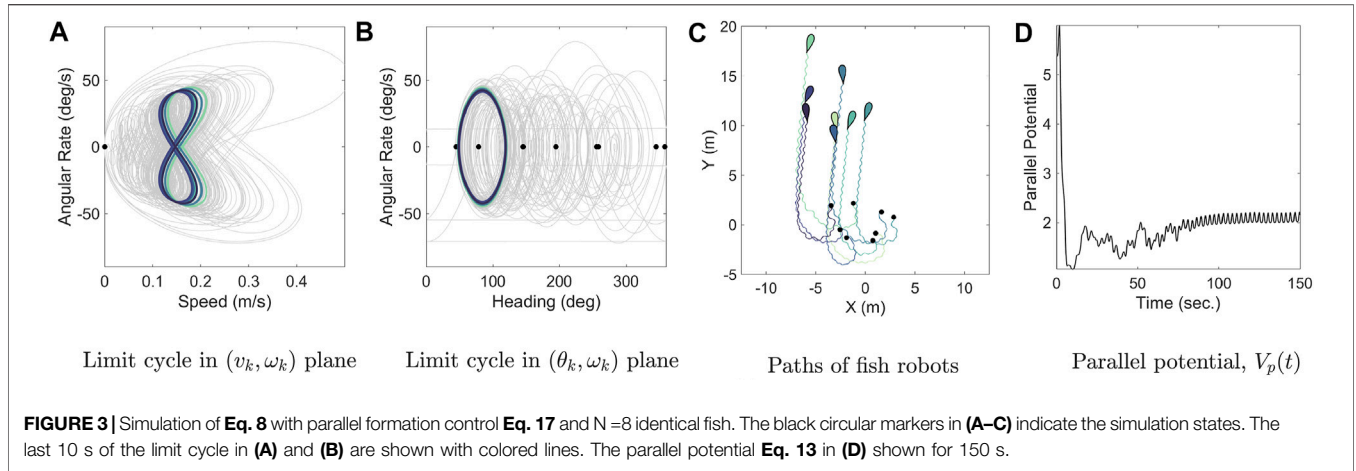 A
Angular Rate (deg/s)
50
0
-50
0
0.1
0.2
0.3
0.4
Speed (m/s)
Limit cycle in (vₖ, ωₖ) plane
B
Angular Rate (deg/s)
50
0
-50
0
100
200
300
Heading (deg)
Limit cycle in (θₖ, ωₖ) plane
C
Y (m)
20
15
10
5
0
-5
-10
-5
0
5
10
X (m)
Paths of fish robots
D
Parallel Potential
5
4
3
2
0
50
100
150
Time (sec.)
Parallel potential, Vₚ(t)
FIGURE 3 | Simulation of Eq. 8 with parallel formation control Eq. 17 and N =8 identical fish. The black circular markers in (A–C) indicate the simulation states. The
last 10 s of the limit cycle in (A) and (B) are shown with colored lines. The parallel potential Eq. 13 in (D) shown for 150 s.